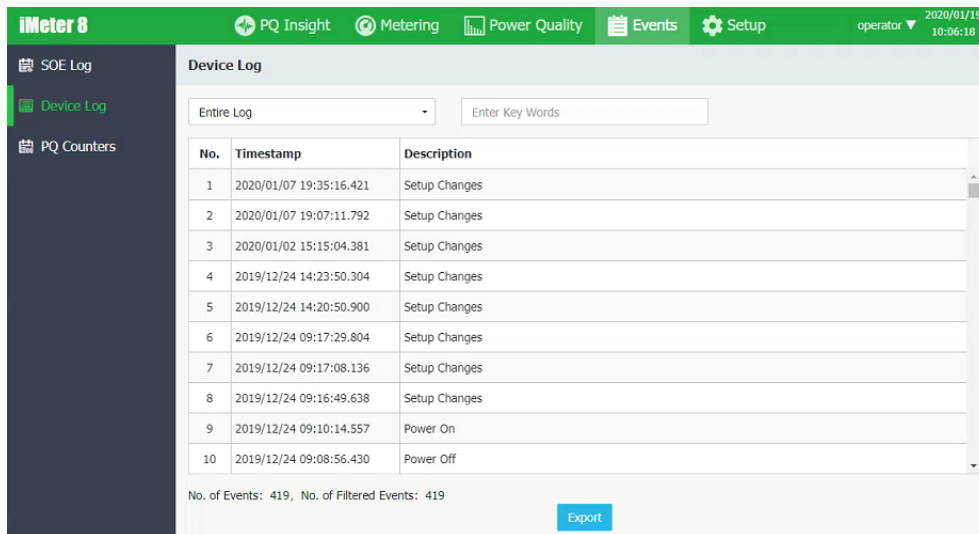 iMeter 8
PQ Insight
Metering
Power Quality
Events
Setup
operator ▼
2020/01/19
10:06:18
SOE Log
Device Log
PQ Counters
Device Log
Entire Log
Enter Key Words
No. Timestamp Description
1 2020/01/07 19:35:16.421 Setup Changes
2 2020/01/07 19:07:11.792 Setup Changes
3 2020/01/02 15:15:04.381 Setup Changes
4 2019/12/24 14:23:50.304 Setup Changes
5 2019/12/24 14:20:50.900 Setup Changes
6 2019/12/24 09:17:29.804 Setup Changes
7 2019/12/24 09:17:08.136 Setup Changes
8 2019/12/24 09:16:49.638 Setup Changes
9 2019/12/24 09:10:14.557 Power On
10 2019/12/24 09:08:56.430 Power Off
No. of Events: 419, No. of Filtered Events: 419
Export